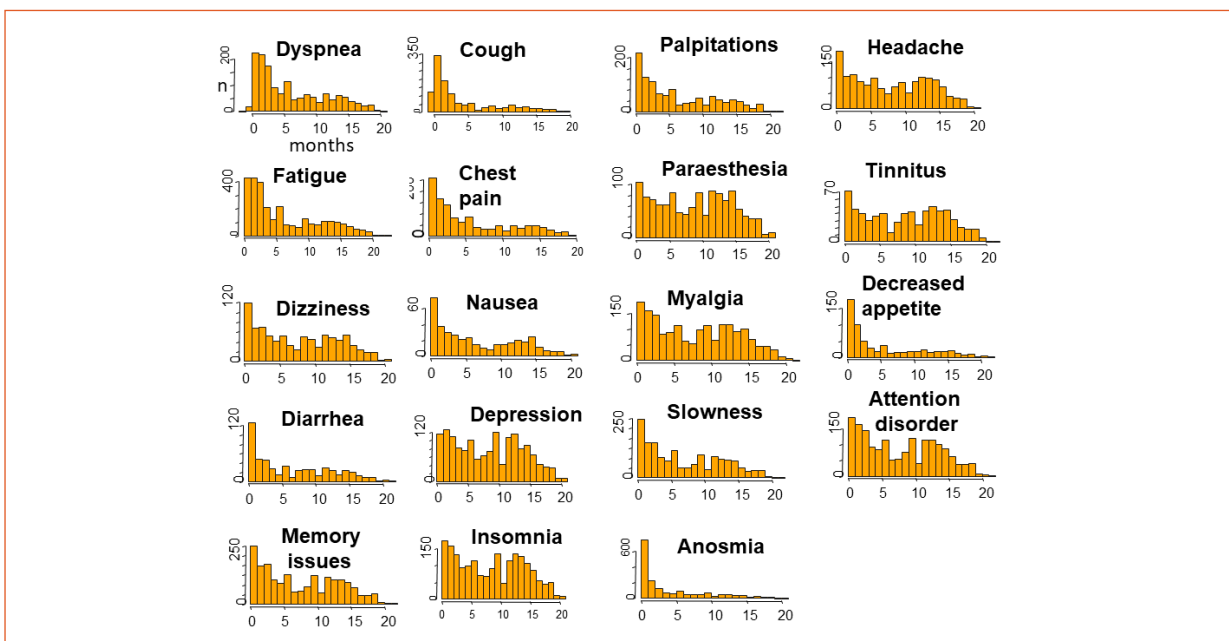 Dyspnea
200
n
0
0 5 10 15 20
months
Cough
350
0
0 5 10 15 20
Palpitations
200
0
0 5 10 15 20
Headache
150
0
0 5 10 15 20
Fatigue
400
0
0 5 10 15 20
Chest
pain
0
0 5 10 15 20
Paraesthesia
100
0
0 5 10 15 20
Tinnitus
70
0
0 5 10 15 20
Dizziness
120
0
0 5 10 15 20
Nausea
60
0
0 5 10 15 20
Myalgia
150
0
0 5 10 15 20
Decreased
appetite
150
0
0 5 10 15 20
Diarrhea
120
0
0 5 10 15 20
Depression
120
0
0 5 10 15 20
Slowness
250
0
0 5 10 15 20
Attention
disorder
150
0
0 5 10 15 20
Memory
issues
250
0
0 5 10 15 20
Insomnia
150
0
0 5 10 15 20
Anosmia
600
0
0 5 10 15 20